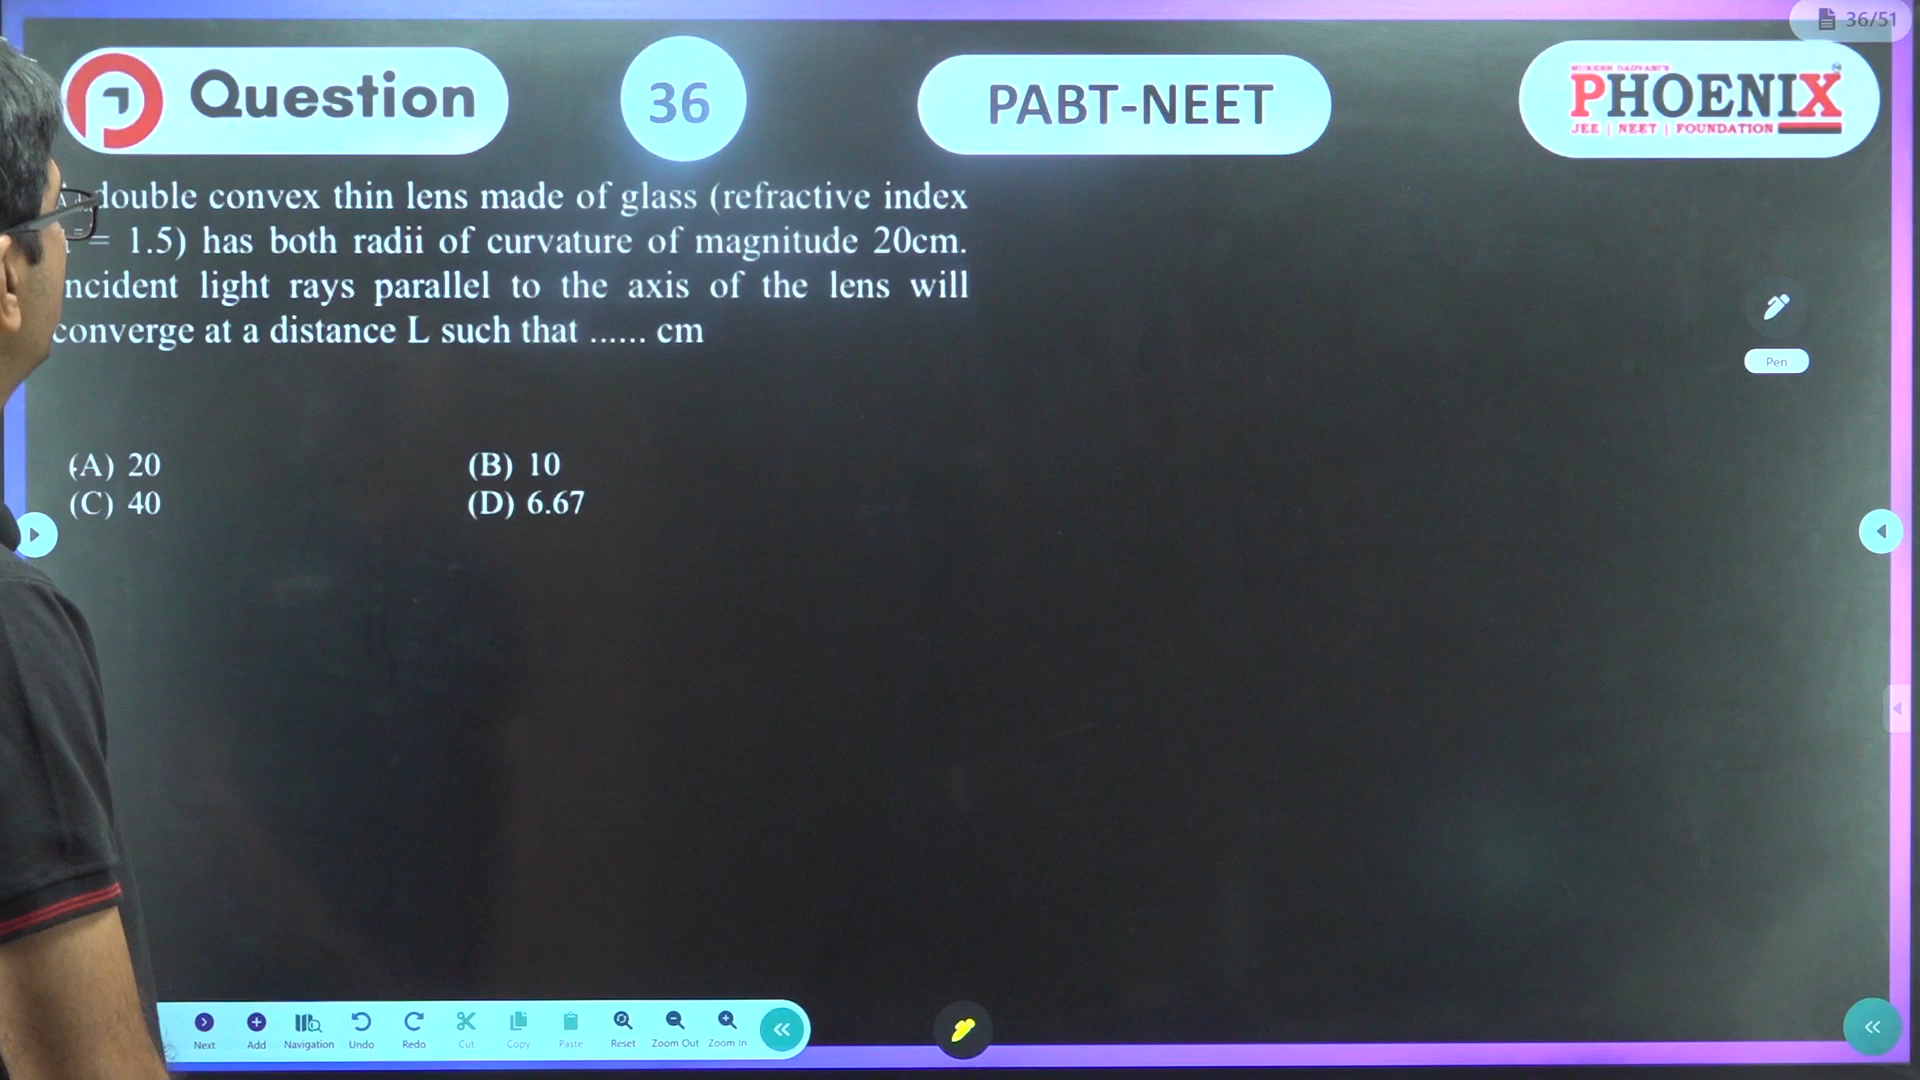 36/51
Question
36
PABT-NEET
MUKESH DADVANI'S
PHOENIX
JEE | NEET | FOUNDATION
A double convex thin lens made of glass (refractive index
= 1.5) has both radii of curvature of magnitude 20cm.
ncident light rays parallel to the axis of the lens will
converge at a distance L such that ...... cm
Pen
(A) 20 (B) 10
(C) 40 (D) 6.67
Next Add Navigation Undo Redo Cut Copy Paste Reset Zoom Out Zoom In